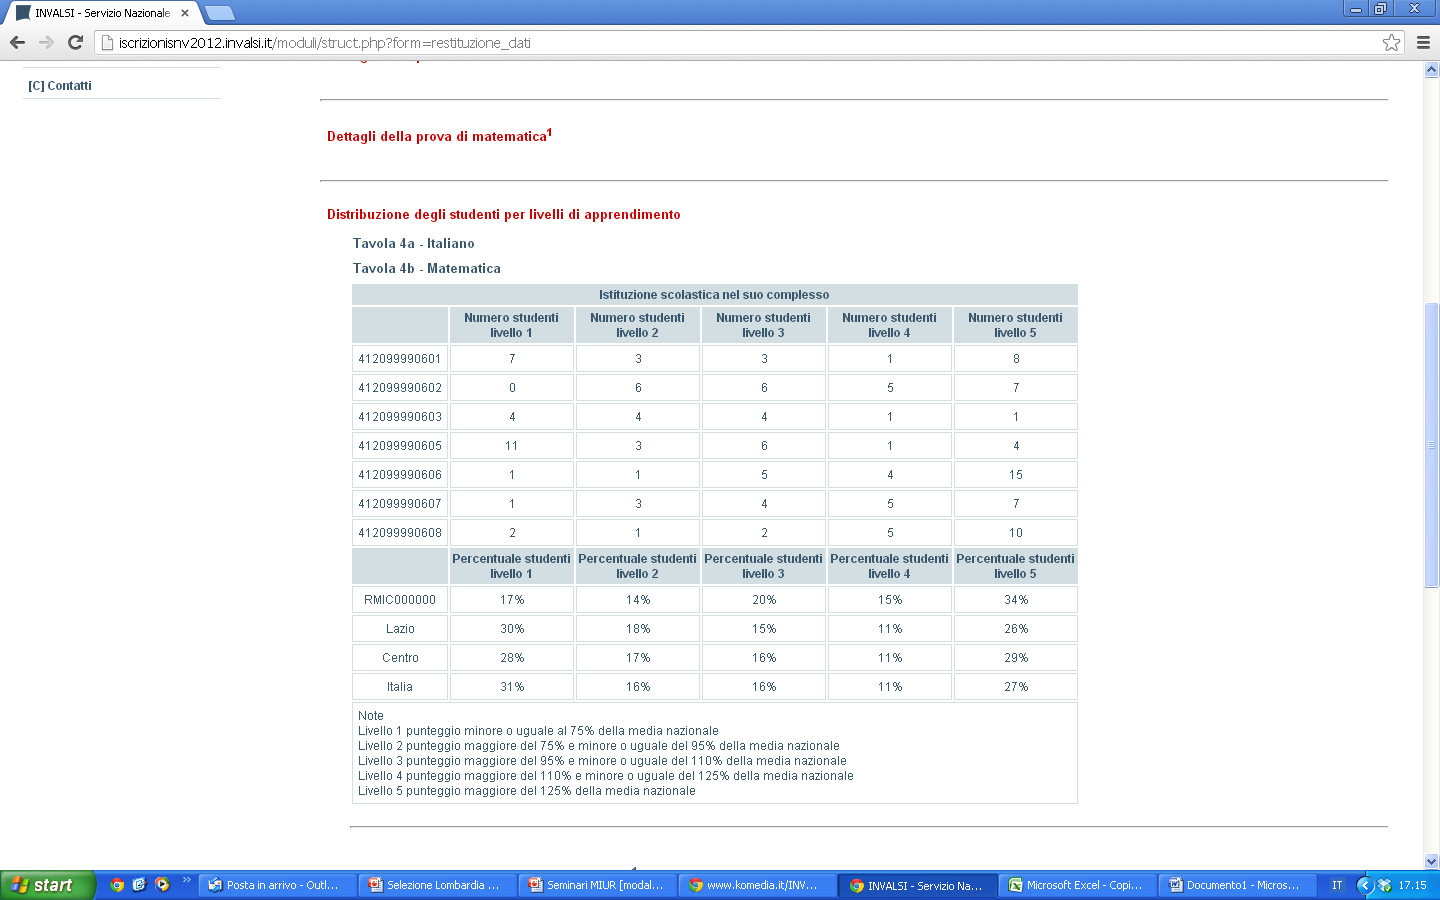 INVALSI - Servizio Nazionale
iscrizionisnv2012.invalsi.it/moduli/struct.php?form=restituzione_dati
[C] Contatti
Dettagli della prova di matematica1
Distribuzione degli studenti per livelli di apprendimento
Tavola 4a - Italiano
Tavola 4b - Matematica
Istituzione scolastica nel suo complesso
Numero studenti livello 1 Numero studenti livello 2 Numero studenti livello 3 Numero studenti livello 4 Numero studenti livello 5
412099990601 7 3 3 1 8
412099990602 0 6 6 5 7
412099990603 4 4 4 1 1
412099990605 11 3 6 1 4
412099990606 1 1 5 4 15
412099990607 1 3 4 5 7
412099990608 2 1 2 5 10
Percentuale studenti livello 1 Percentuale studenti livello 2 Percentuale studenti livello 3 Percentuale studenti livello 4 Percentuale studenti livello 5
RMIC000000 17% 14% 20% 15% 34%
Lazio 30% 18% 15% 11% 26%
Centro 28% 17% 16% 11% 29%
Italia 31% 16% 16% 11% 27%
Note
Livello 1 punteggio minore o uguale al 75% della media nazionale
Livello 2 punteggio maggiore del 75% e minore o uguale del 95% della media nazionale
Livello 3 punteggio maggiore del 95% e minore o uguale del 110% della media nazionale
Livello 4 punteggio maggiore del 110% e minore o uguale del 125% della media nazionale
Livello 5 punteggio maggiore del 125% della media nazionale
start Posta in arrivo - Outl... Selezione Lombardia ... Seminari MIUR [modal... www.komedia.it/INV... INVALSI - Servizio Na... Microsoft Excel - Copi... Documento1 - Micros... IT 17.15